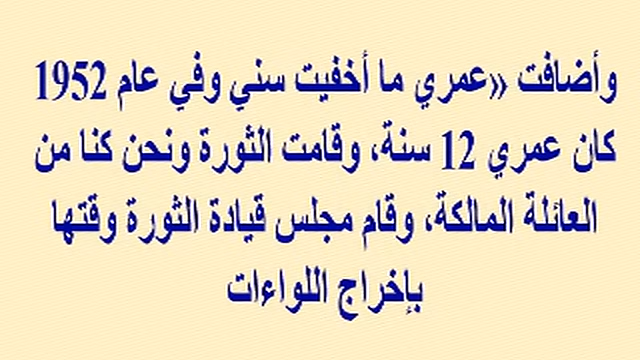 وأضافت «عمري ما أخفيت سني وفي عام 1952
كان عمري 12 سنة، وقامت الثورة ونحن كنا من
العائلة المالكة، وقام مجلس قيادة الثورة وقتها
بإخراج اللواءات